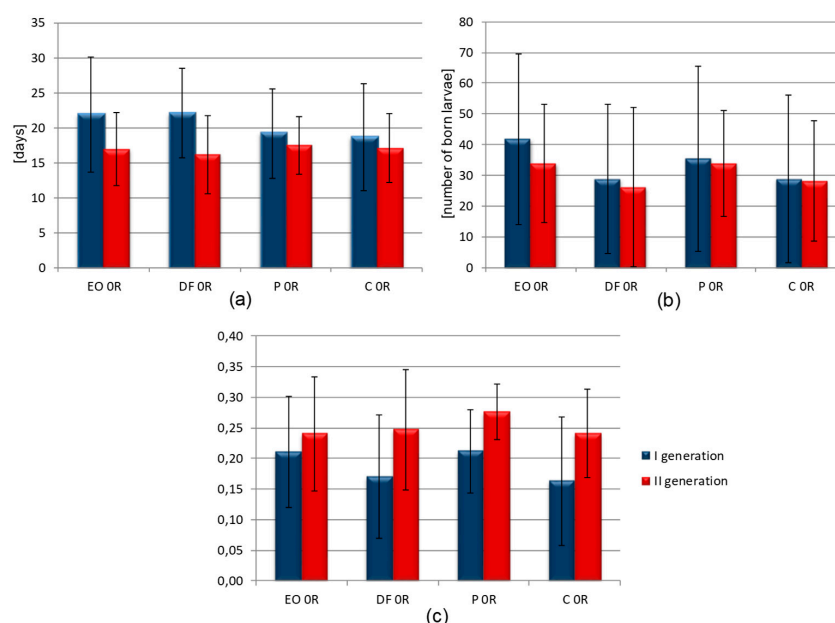 35
30
25
20
15
10
5
0
[days]
EO 0R DF 0R P 0R C 0R
(a)
80
70
60
50
40
30
20
10
0
[number of born larvae]
EO 0R DF 0R P 0R C 0R
(b)
0,40
0,35
0,30
0,25
0,20
0,15
0,10
0,05
0,00
EO 0R DF 0R P 0R C 0R
(c)
I generation
II generation